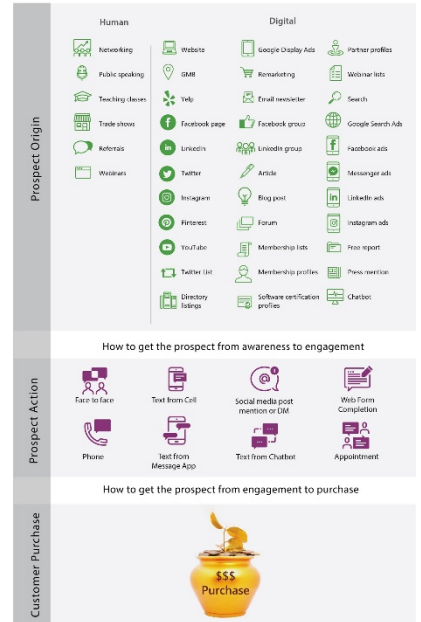 Human
Digital
Prospect Origin
Networking
Public speaking
Teaching classes
Trade shows
Referrals
Webinars
Website
GMB
Yelp
Facebook page
LinkedIn
Twitter
Instagram
Pinterest
YouTube
Twitter List
Directory
listings
Google Display Ads
Remarketing
Email newsletter
Facebook group
LinkedIn group
Article
Blog post
Forum
Membership lists
Membership profiles
Software certification
profiles
Partner profiles
Webinar lists
Search
Google Search Ads
Facebook ads
Messenger ads
LinkedIn ads
Instagram ads
Free report
Press mention
Chatbot
How to get the prospect from awareness to engagement
Prospect Action
Face to face
Text from Cell
Social media post
mention or DM
Web Form
Completion
Phone
Text from
Message App
Text from Chatbot
Appointment
How to get the prospect from engagement to purchase
Customer Purchase
$$$
Purchase